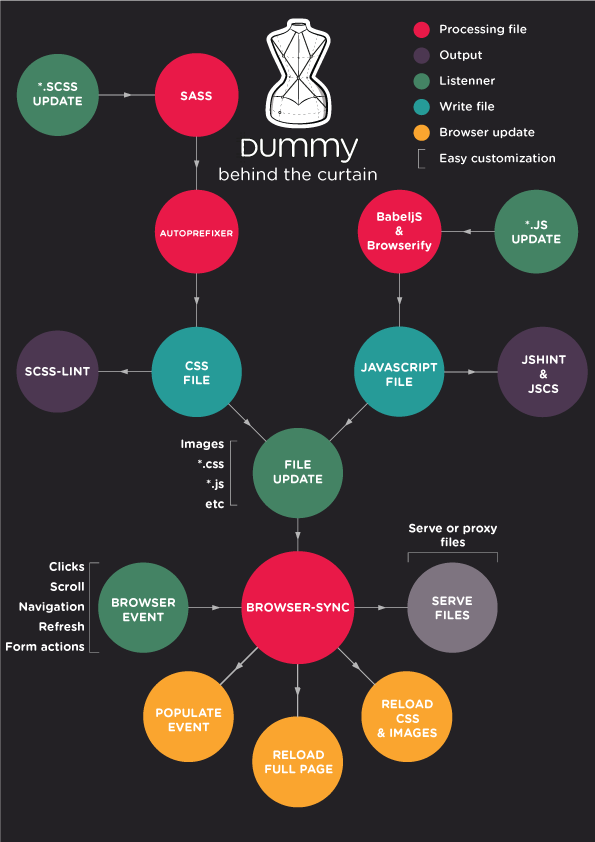 Processing file
Output
Listenner
Write file
Browser update
Easy customization
DUMMY
behind the curtain
*.SCSS
UPDATE
SASS
AUTOPREFIXER
BabeljS
&
Browserify
*.JS
UPDATE
SCSS-LINT
CSS
FILE
JAVASCRIPT
FILE
JSHINT
&
JSCS
Images
*.css
*.js
etc
FILE
UPDATE
Serve or proxy
files
Clicks
Scroll
Navigation
Refresh
Form actions
BROWSER
EVENT
BROWSER-SYNC
SERVE
FILES
POPULATE
EVENT
RELOAD
FULL PAGE
RELOAD
CSS
& IMAGES